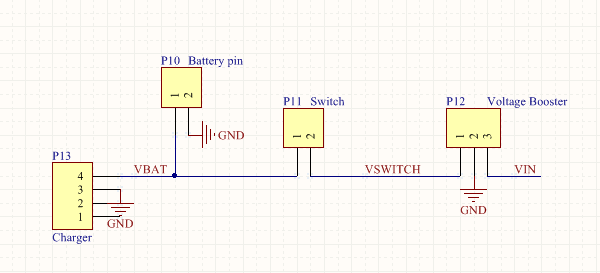 P10 Battery pin
1 2
GND
P11 Switch
1 2
P12 Voltage Booster
1 2 3
P13
4
3
2
1
VBAT
VSWITCH
VIN
GND
GND
Charger